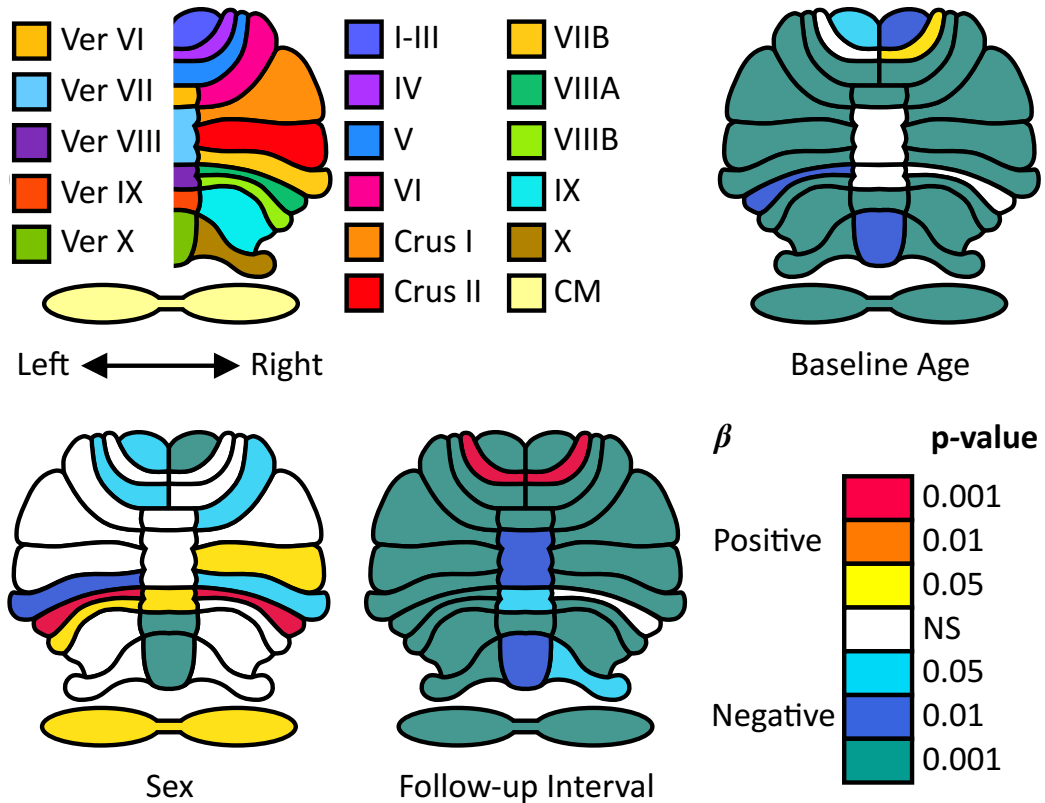 Ver VI
Ver VII
Ver VIII
Ver IX
Ver X
I-III
IV
V
VI
Crus I
Crus II
VIIB
VIIIA
VIIIB
IX
X
CM
Left
Right
Baseline Age
Sex
Follow-up Interval
β
p-value
Positive
Negative
0.001
0.01
0.05
NS
0.05
0.01
0.001